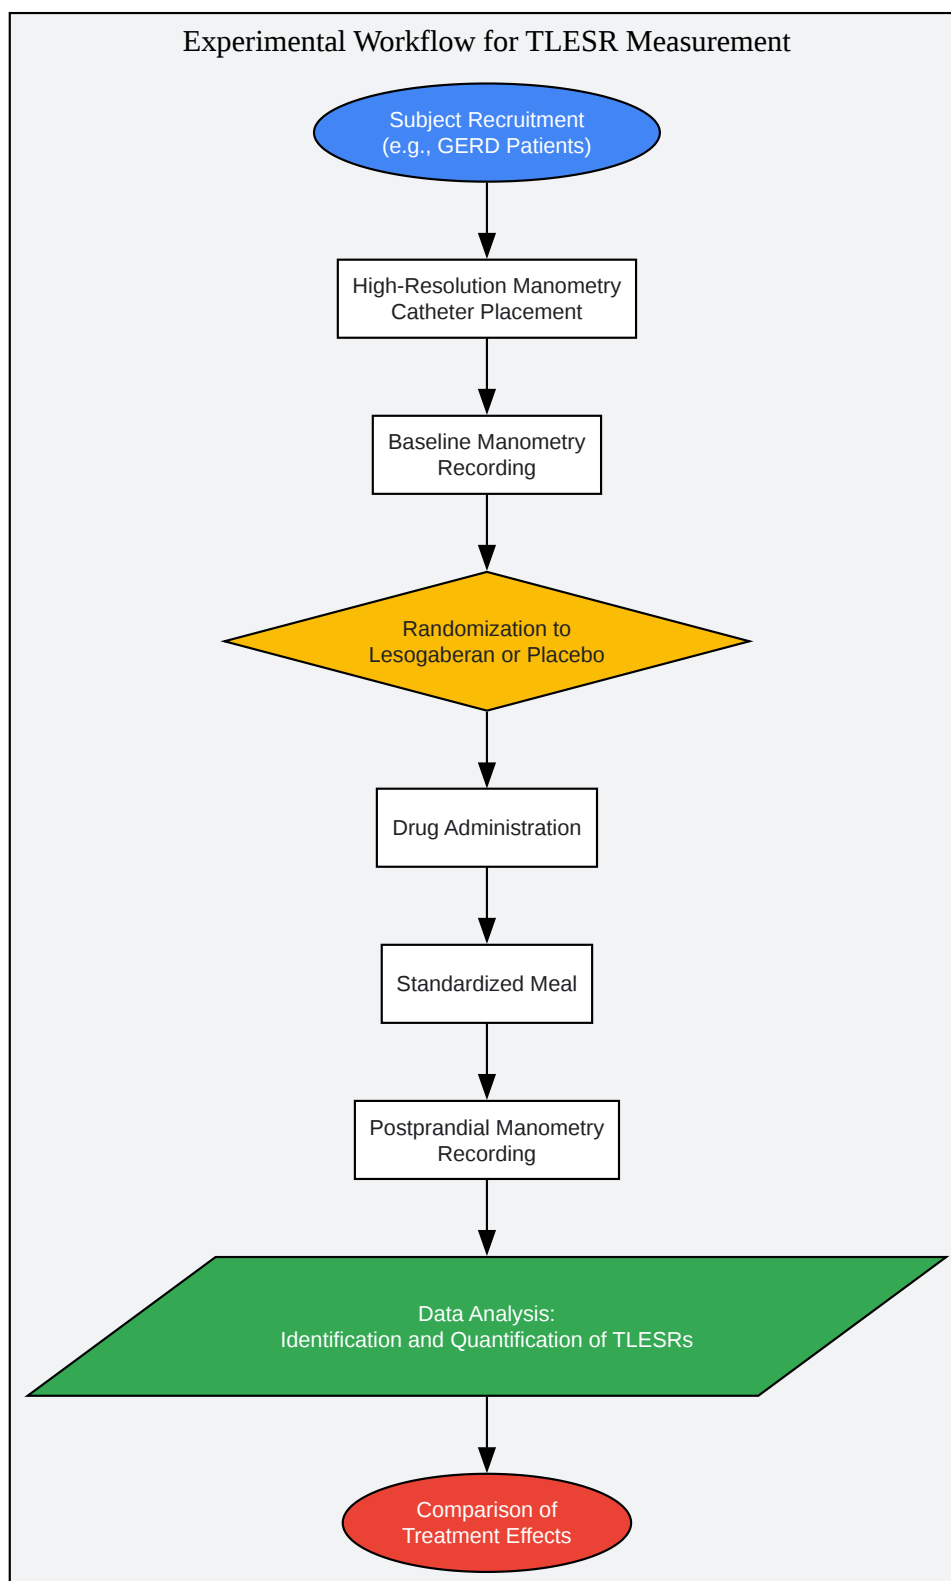 Experimental Workflow for TLESR Measurement
Subject Recruitment
(e.g., GERD Patients)
High-Resolution Manometry
Catheter Placement
Baseline Manometry
Recording
Randomization to
Lesogaberan or Placebo
Drug Administration
Standardized Meal
Postprandial Manometry
Recording
Data Analysis:
Identification and Quantification of TLESRs
Comparison of
Treatment Effects